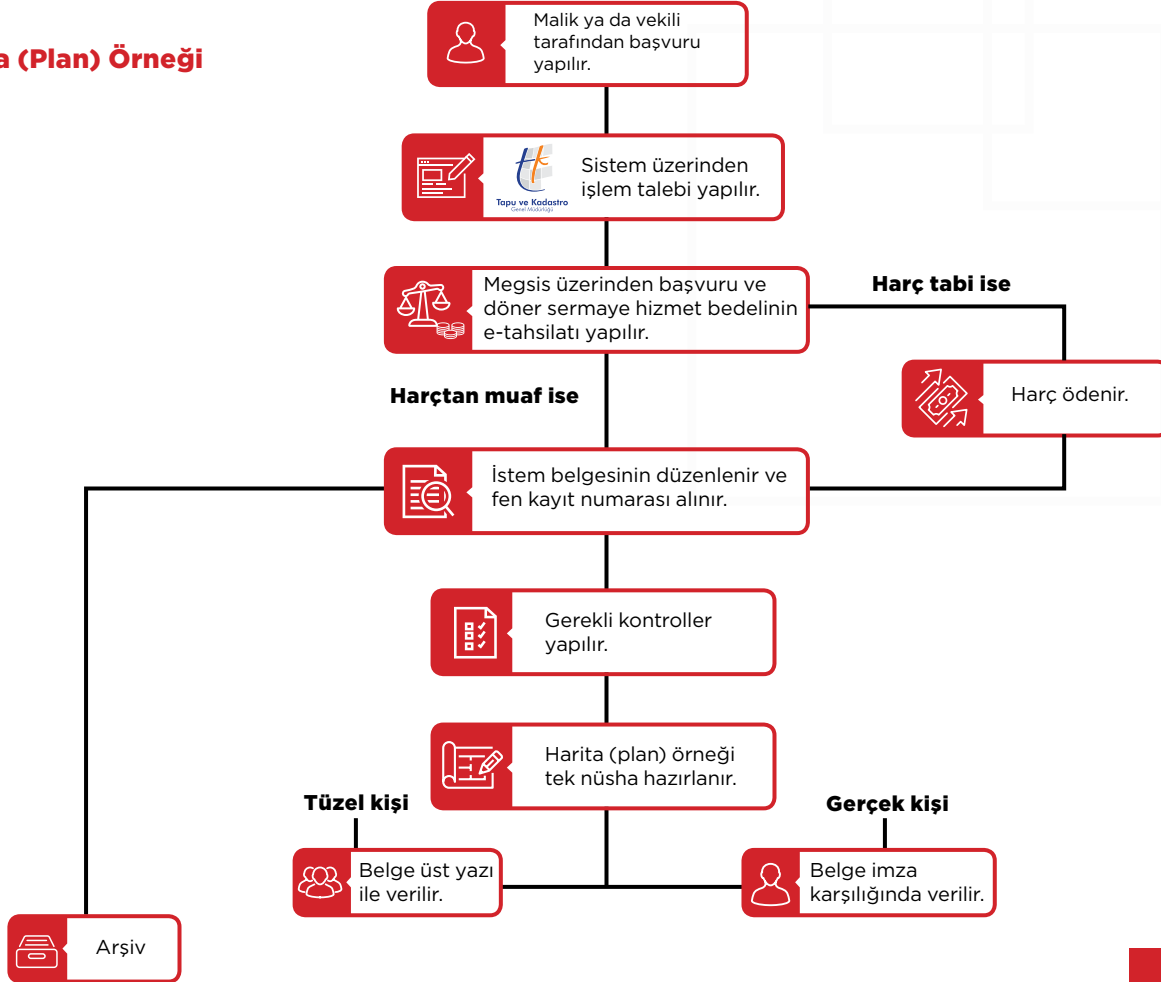 a (Plan) Örneği
Malik ya da vekili
tarafından başvuru
yapılır.
Sistem üzerinden
işlem talebi yapılır.
tk
Tapu ve Kadastro
Genel Müdürlüğü
Megsis üzerinden başvuru ve
döner sermaye hizmet bedelinin
e-tahsilatı yapılır.
Harç tabi ise
Harç ödenir.
Harçtan muaf ise
İstem belgesinin düzenlenir ve
fen kayıt numarası alınır.
Gerekli kontroller
yapılır.
Harita (plan) örneği
tek nüsha hazırlanır.
Tüzel kişi
Belge üst yazı
ile verilir.
Gerçek kişi
Belge imza
karşılığında verilir.
Arşiv